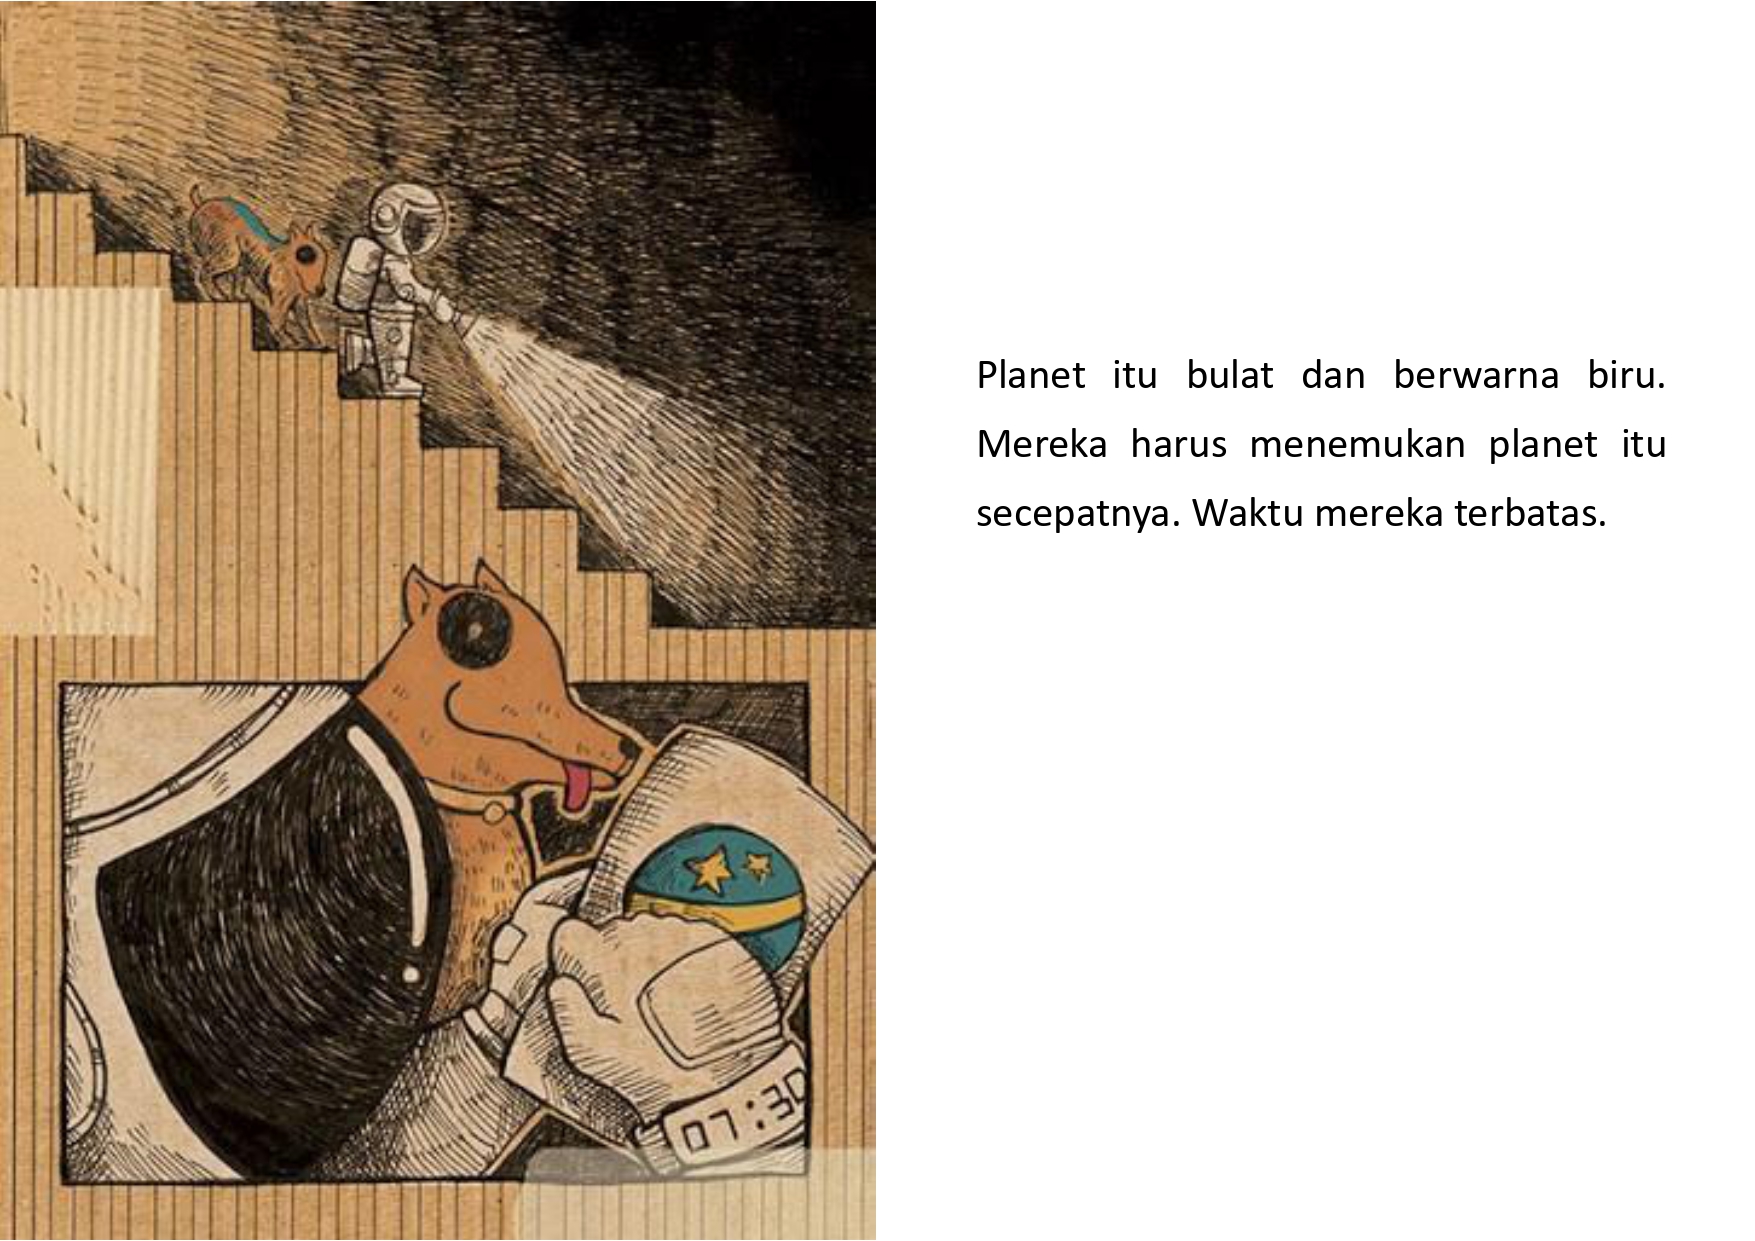 Planet itu bulat dan berwarna biru.
Mereka harus menemukan planet itu
secepatnya. Waktu mereka terbatas.
07:30